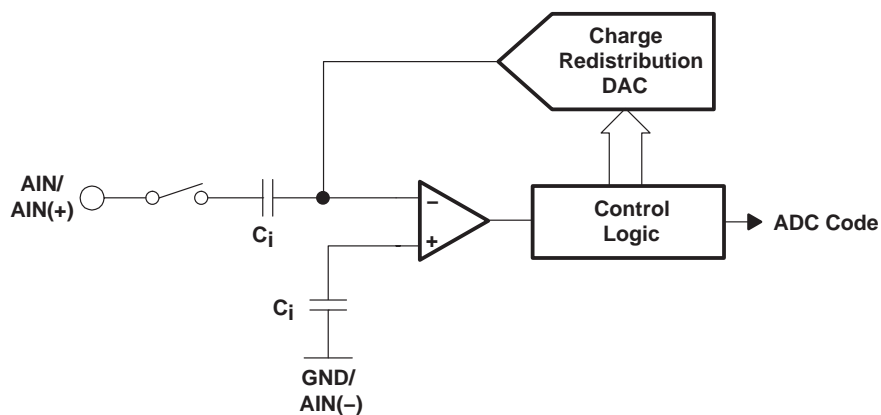 Charge
Redistribution
DAC
AIN/
AIN(+)
Ci
−
+
Control
Logic
ADC Code
Ci
GND/
AIN(−)